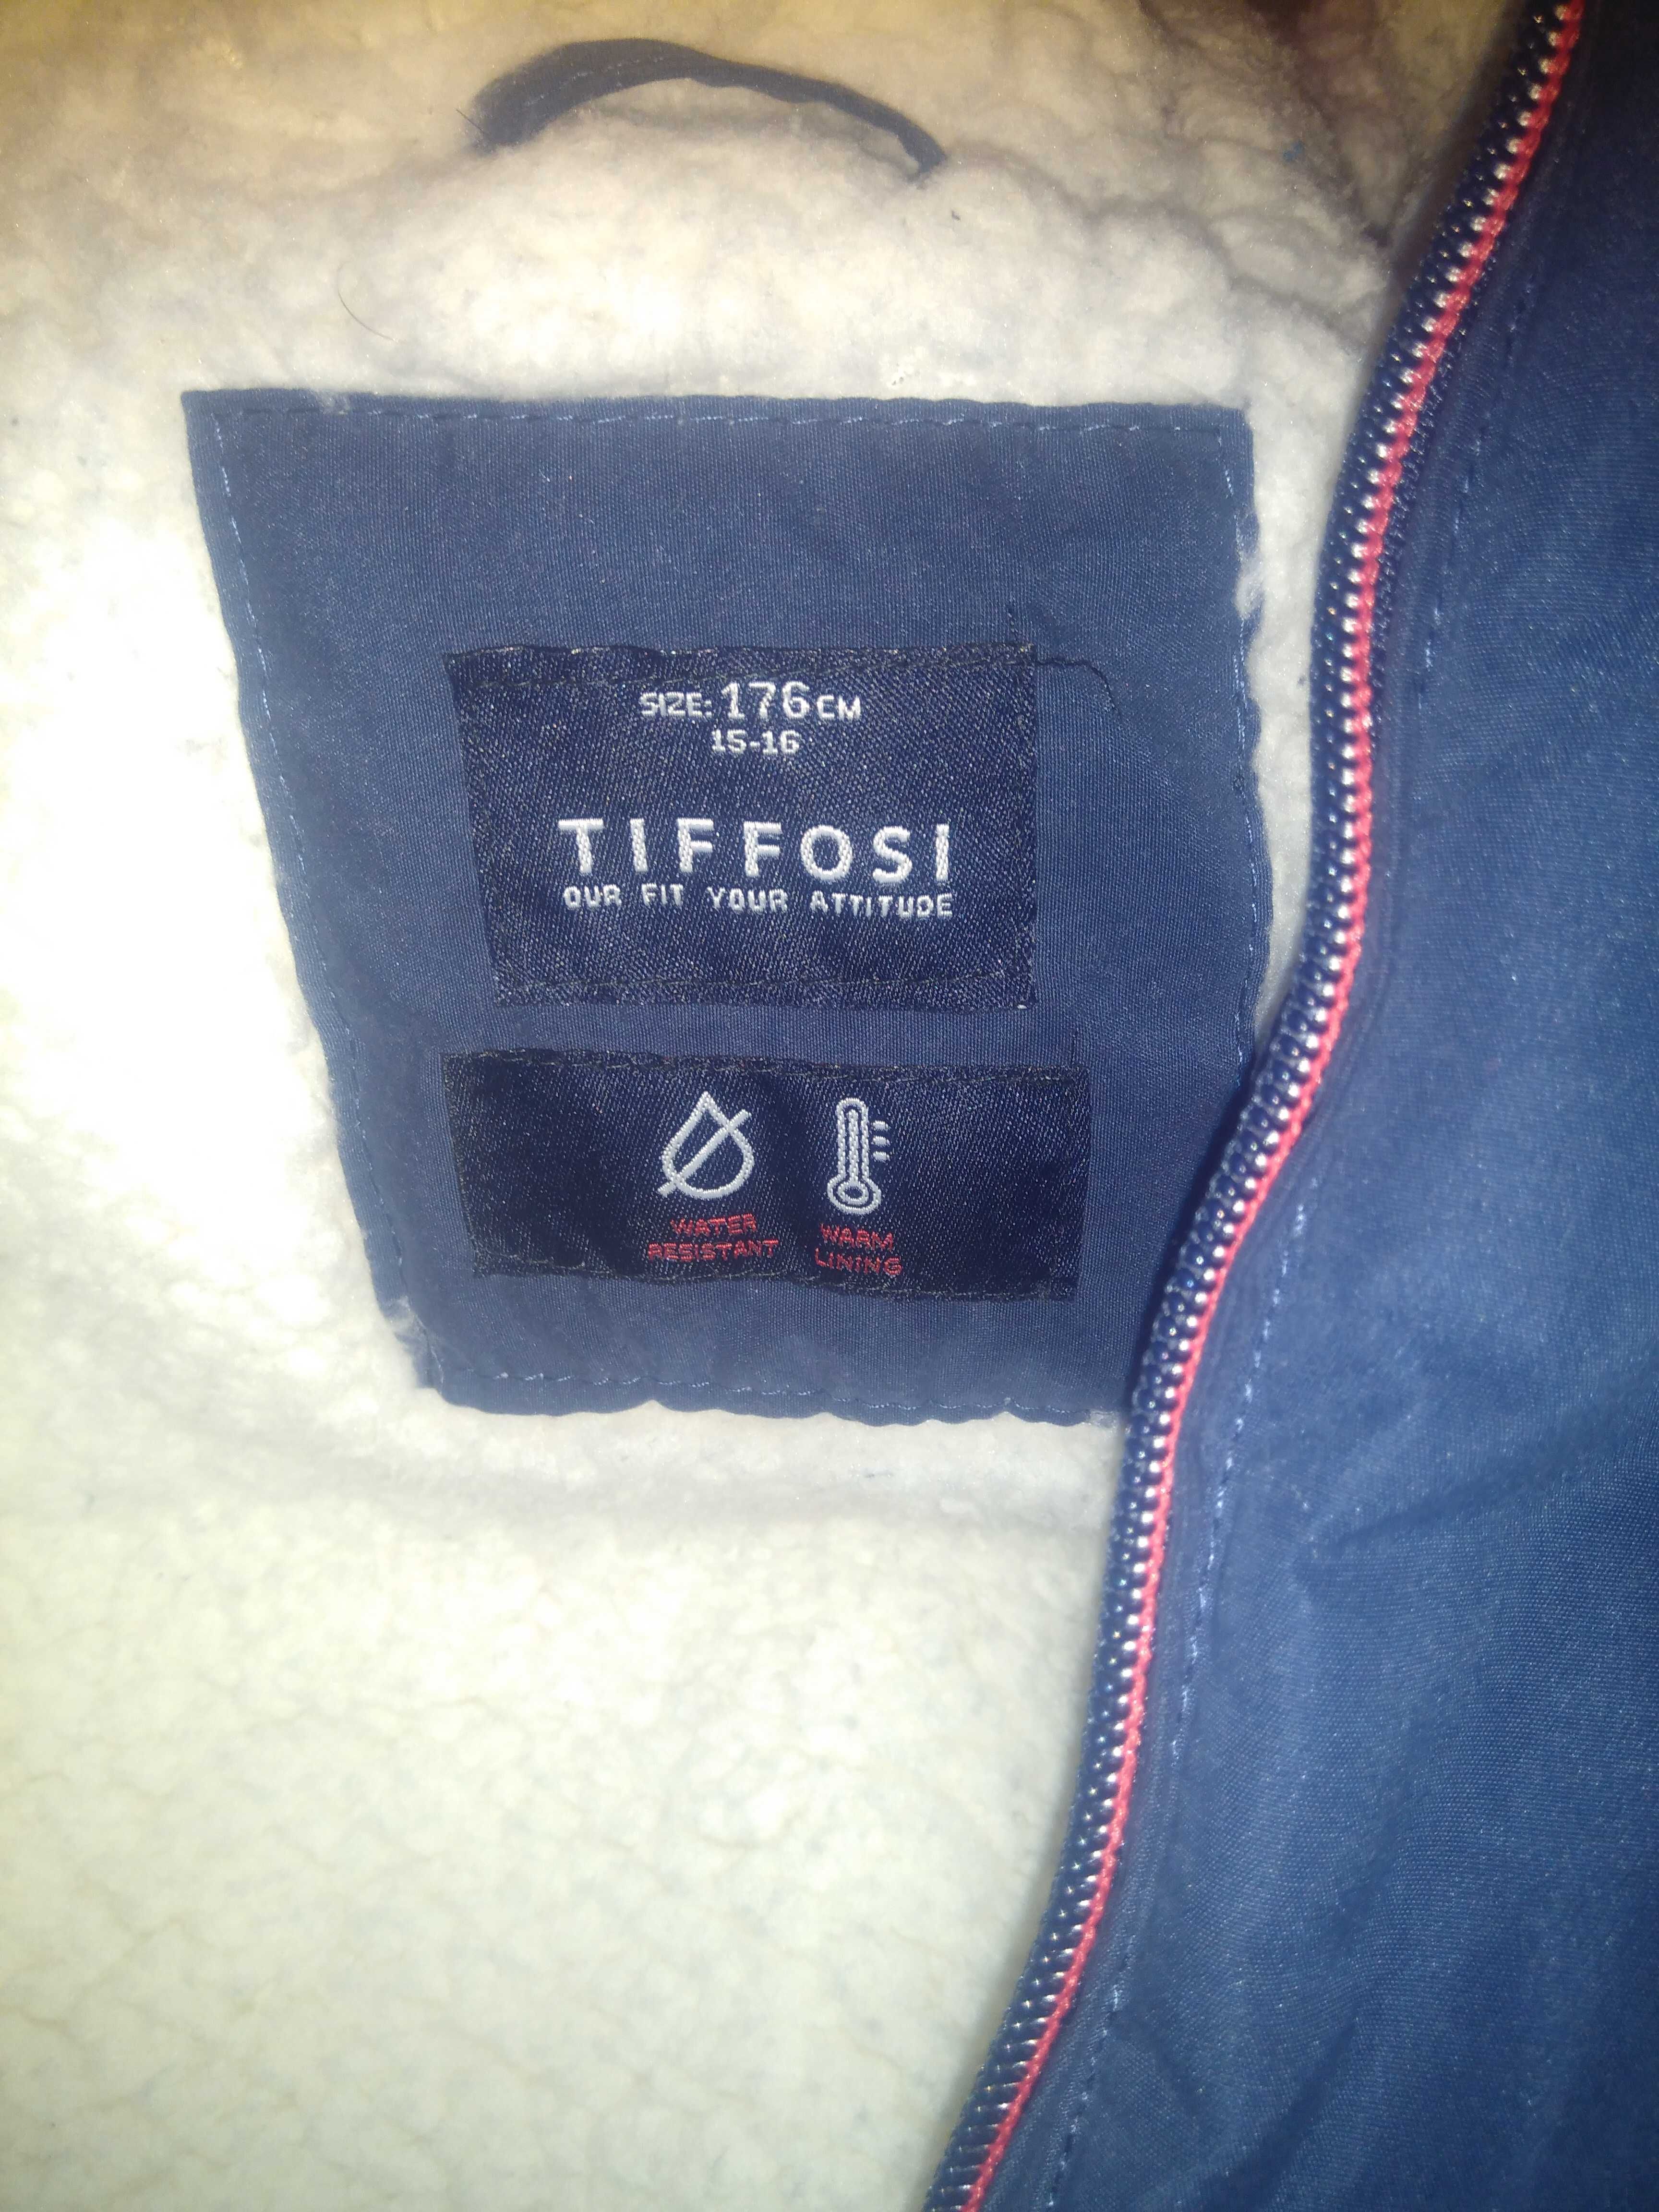 SIZE: 176 CM
15-16
TIFFOSI
OUR FIT YOUR ATTITUDE
WATER
RESISTANT
WARM
LINING